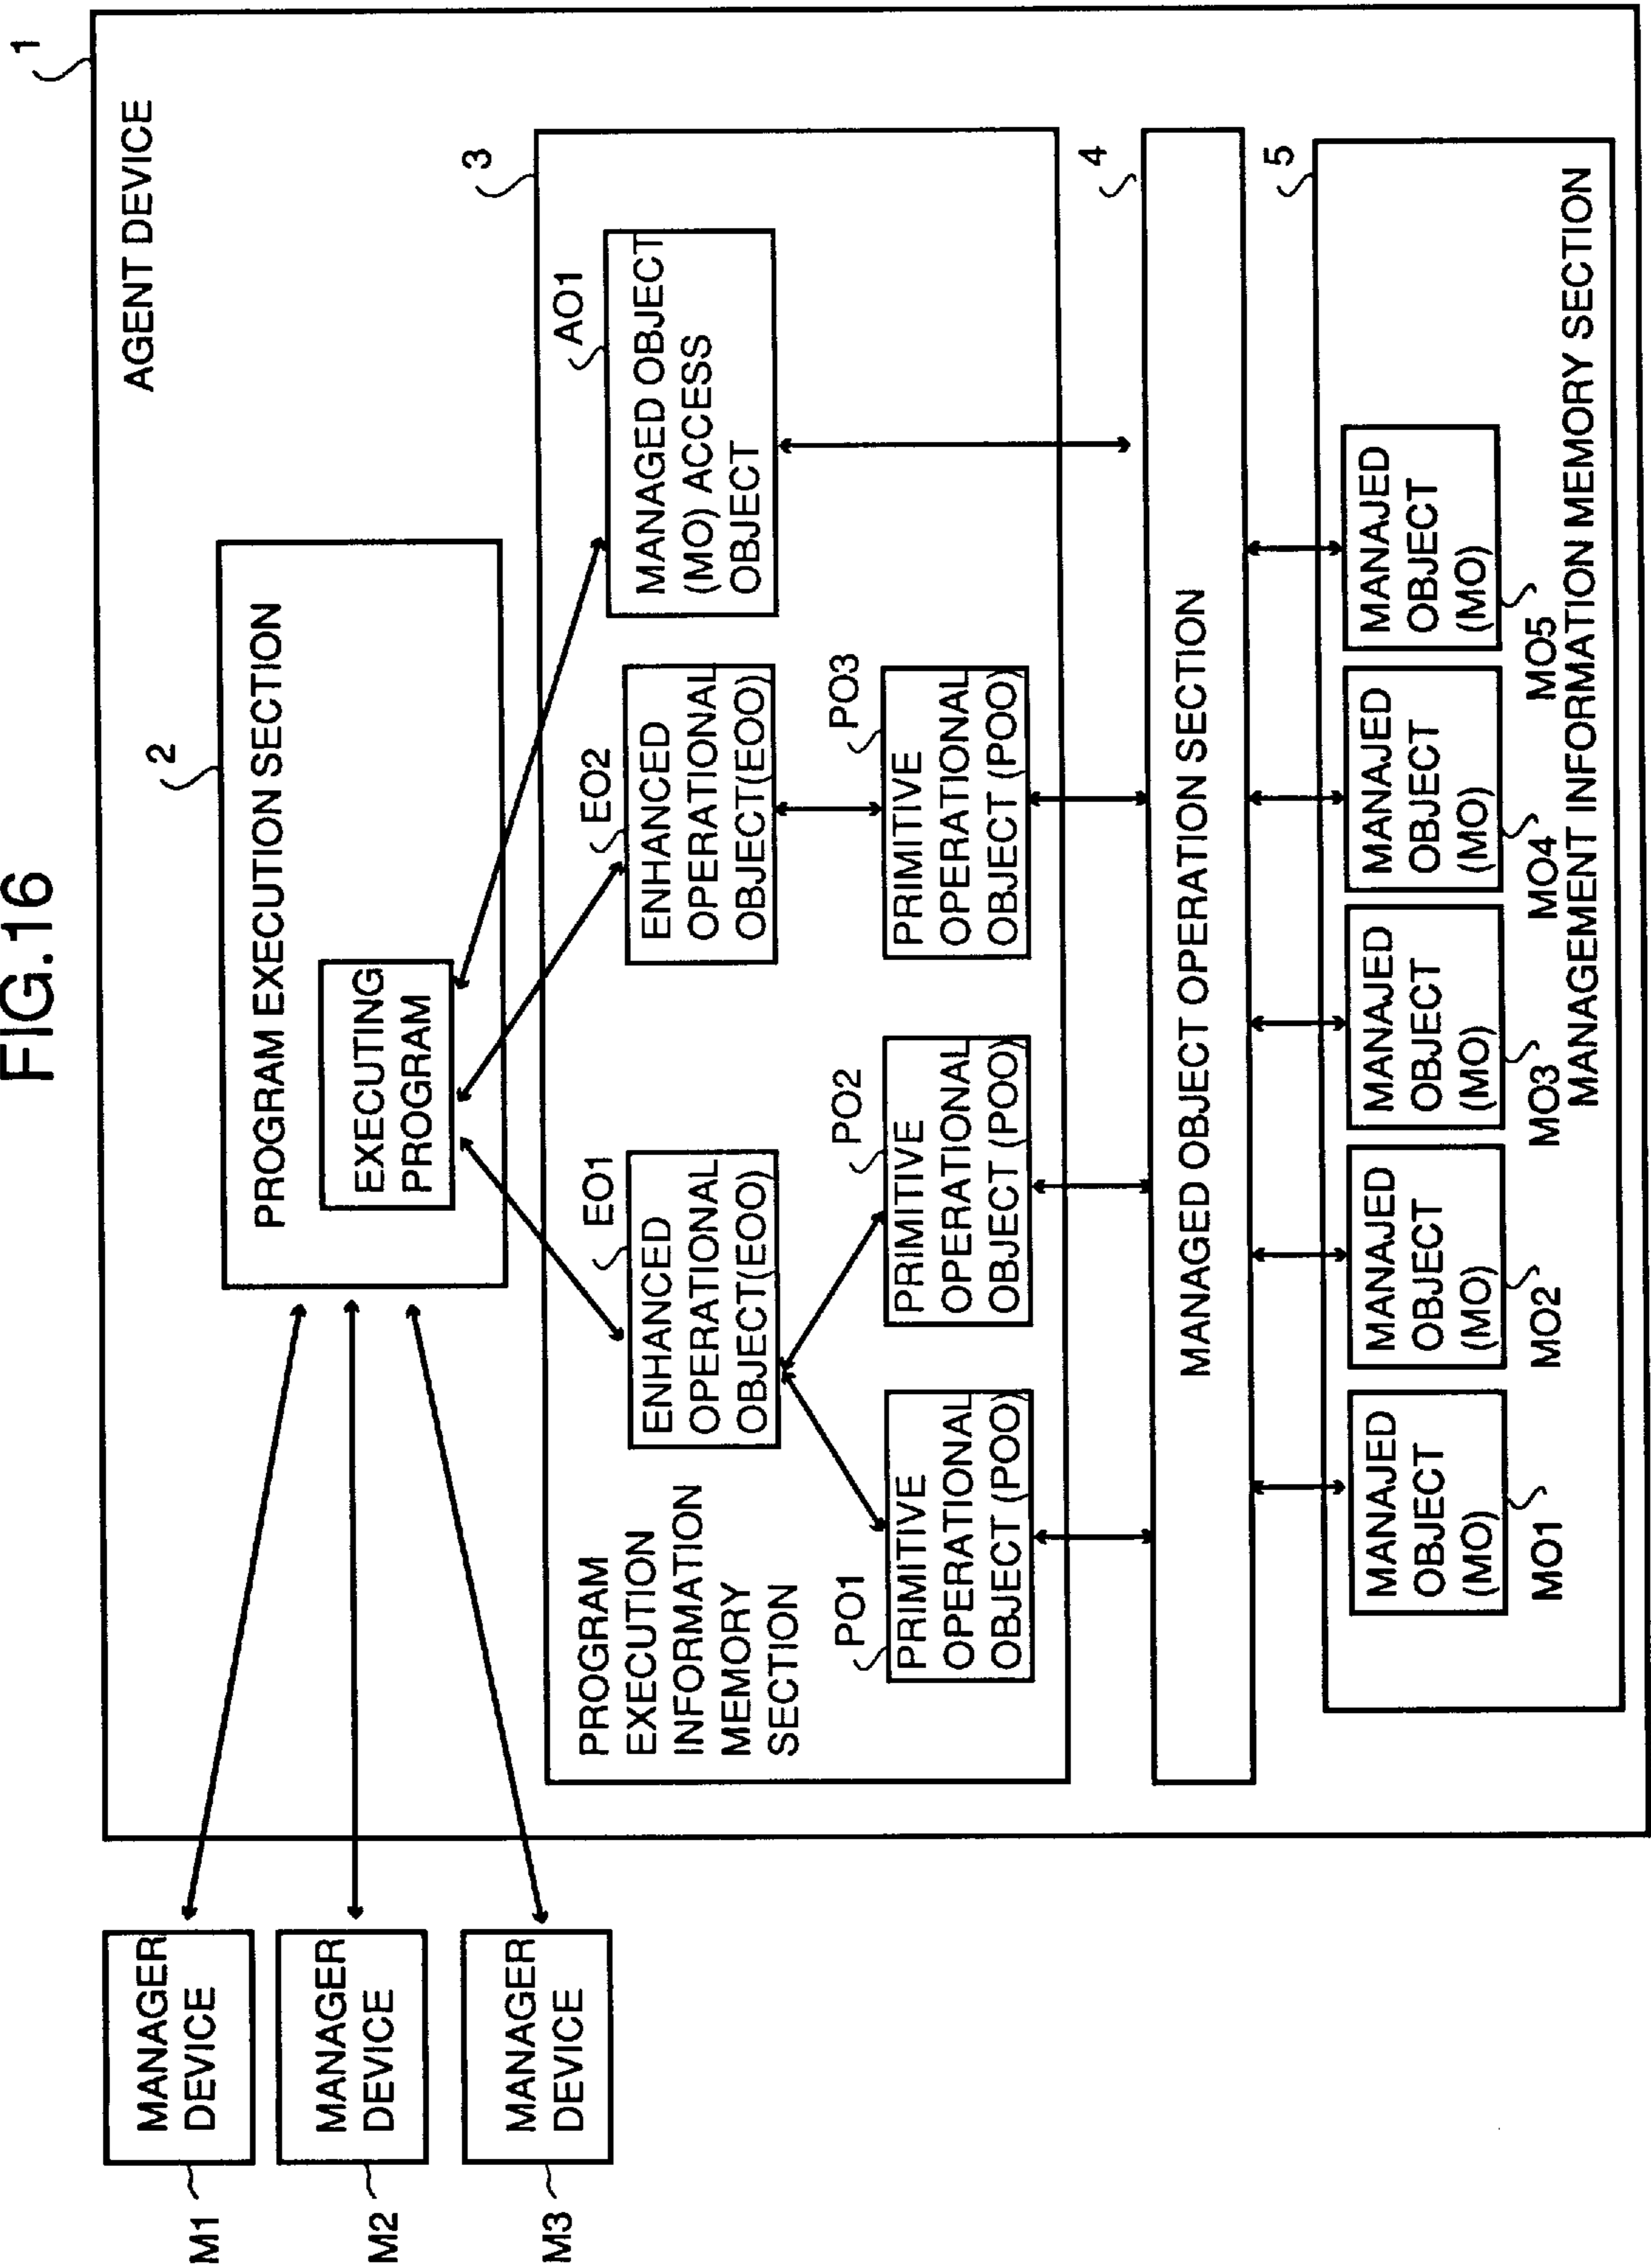 FIG.16
1
AGENT DEVICE
2
PROGRAM EXECUTION SECTION
EXECUTING
PROGRAM
MANAGER
DEVICE
M1
MANAGER
DEVICE
M2
MANAGER
DEVICE
M3
3
PROGRAM
EXECUTION
INFORMATION
MEMORY
SECTION
EO1
ENHANCED
OPERATIONAL
OBJECT(EOO)
EO2
ENHANCED
OPERATIONAL
OBJECT(EOO)
AO1
MANAGED OBJECT
(MO) ACCESS
OBJECT
PO1
PRIMITIVE
OPERATIONAL
OBJECT (POO)
PO2
PRIMITIVE
OPERATIONAL
OBJECT (POO)
PO3
PRIMITIVE
OPERATIONAL
OBJECT (POO)
4
MANAGED OBJECT OPERATION SECTION
5
MANAJED
OBJECT
(MO)
MO1
MANAJED
OBJECT
(MO)
MO2
MANAJED
OBJECT
(MO)
MO3
MANAJED
OBJECT
(MO)
MO4
MANAJED
OBJECT
(MO)
MO5
MANAGEMENT INFORMATION MEMORY SECTION